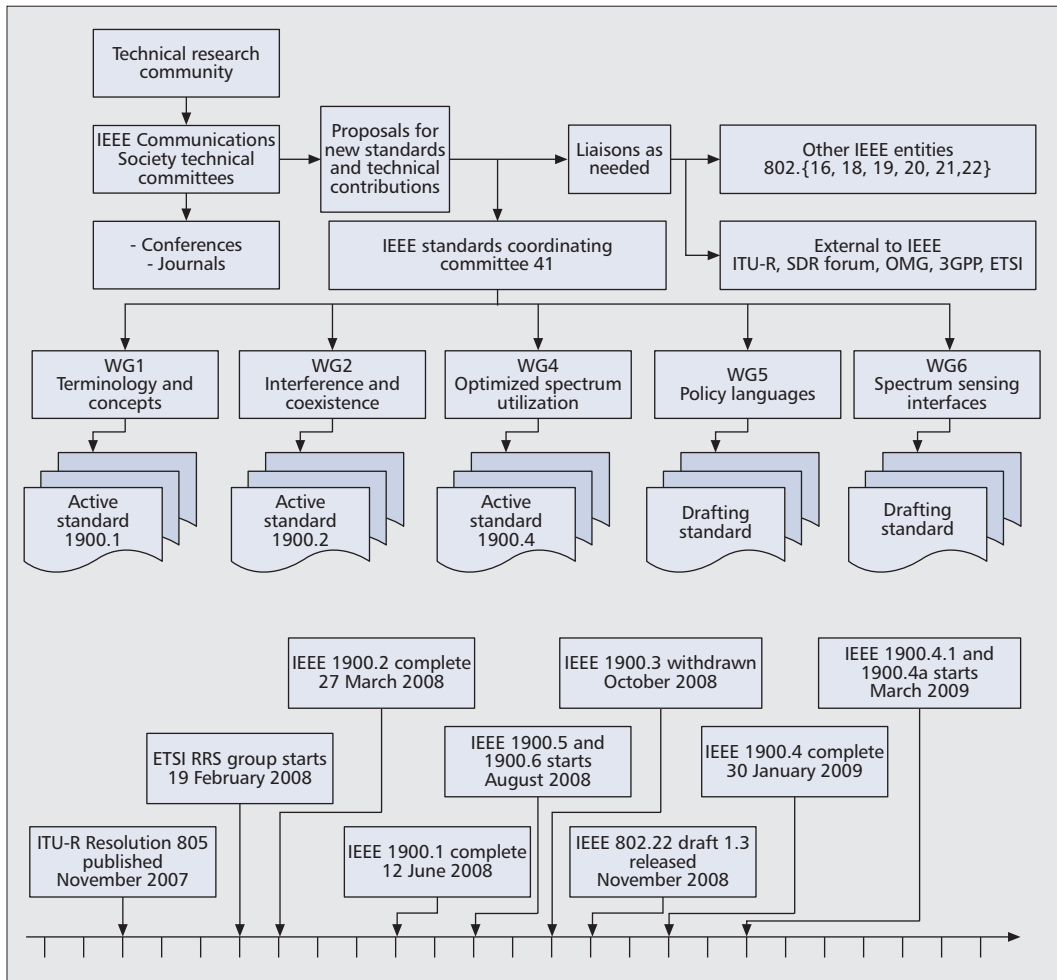 Technical research
community
IEEE Communications
Society technical
committees
Proposals for
new standards
and technical
contributions
Liaisons as
needed
Other IEEE entities
802.{16, 18, 19, 20, 21,22}
- Conferences
- Journals
IEEE standards coordinating
committee 41
External to IEEE
ITU-R, SDR forum, OMG, 3GPP, ETSI
WG1
Terminology and
concepts
WG2
Interference and
coexistence
WG4
Optimized spectrum
utilization
WG5
Policy languages
WG6
Spectrum sensing
interfaces
Active
standard
1900.1
Active
standard
1900.2
Active
standard
1900.4
Drafting
standard
Drafting
standard
IEEE 1900.2 complete
27 March 2008
IEEE 1900.3 withdrawn
October 2008
IEEE 1900.4.1 and
1900.4a starts
March 2009
ETSI RRS group starts
19 February 2008
IEEE 1900.5 and
1900.6 starts
August 2008
IEEE 1900.4 complete
30 January 2009
ITU-R Resolution 805
published
November 2007
IEEE 1900.1 complete
12 June 2008
IEEE 802.22 draft 1.3
released
November 2008